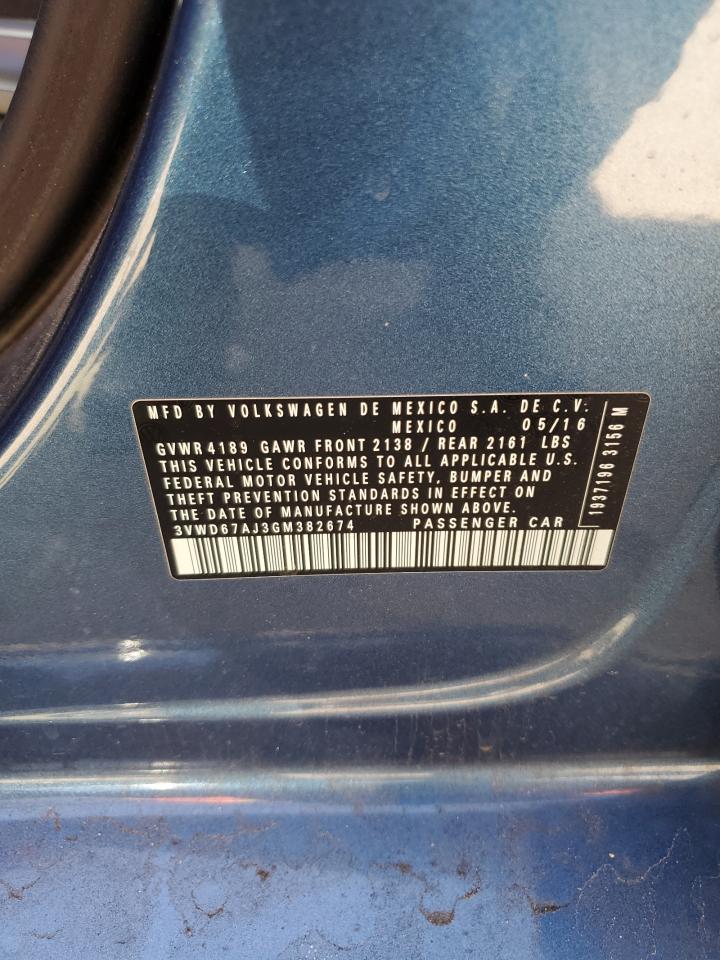 MFD BY VOLKSWAGEN DE MEXICO S.A. DE C.V.
MEXICO 05/16
GVWR 4189 GAWR FRONT 2138 / REAR 2161 LBS
THIS VEHICLE CONFORMS TO ALL APPLICABLE U.S.
FEDERAL MOTOR VEHICLE SAFETY, BUMPER AND
THEFT PREVENTION STANDARDS IN EFFECT ON
THE DATE OF MANUFACTURE SHOWN ABOVE.
3VWD67AJ3GM382674 PASSENGER CAR
1937196 3156 M